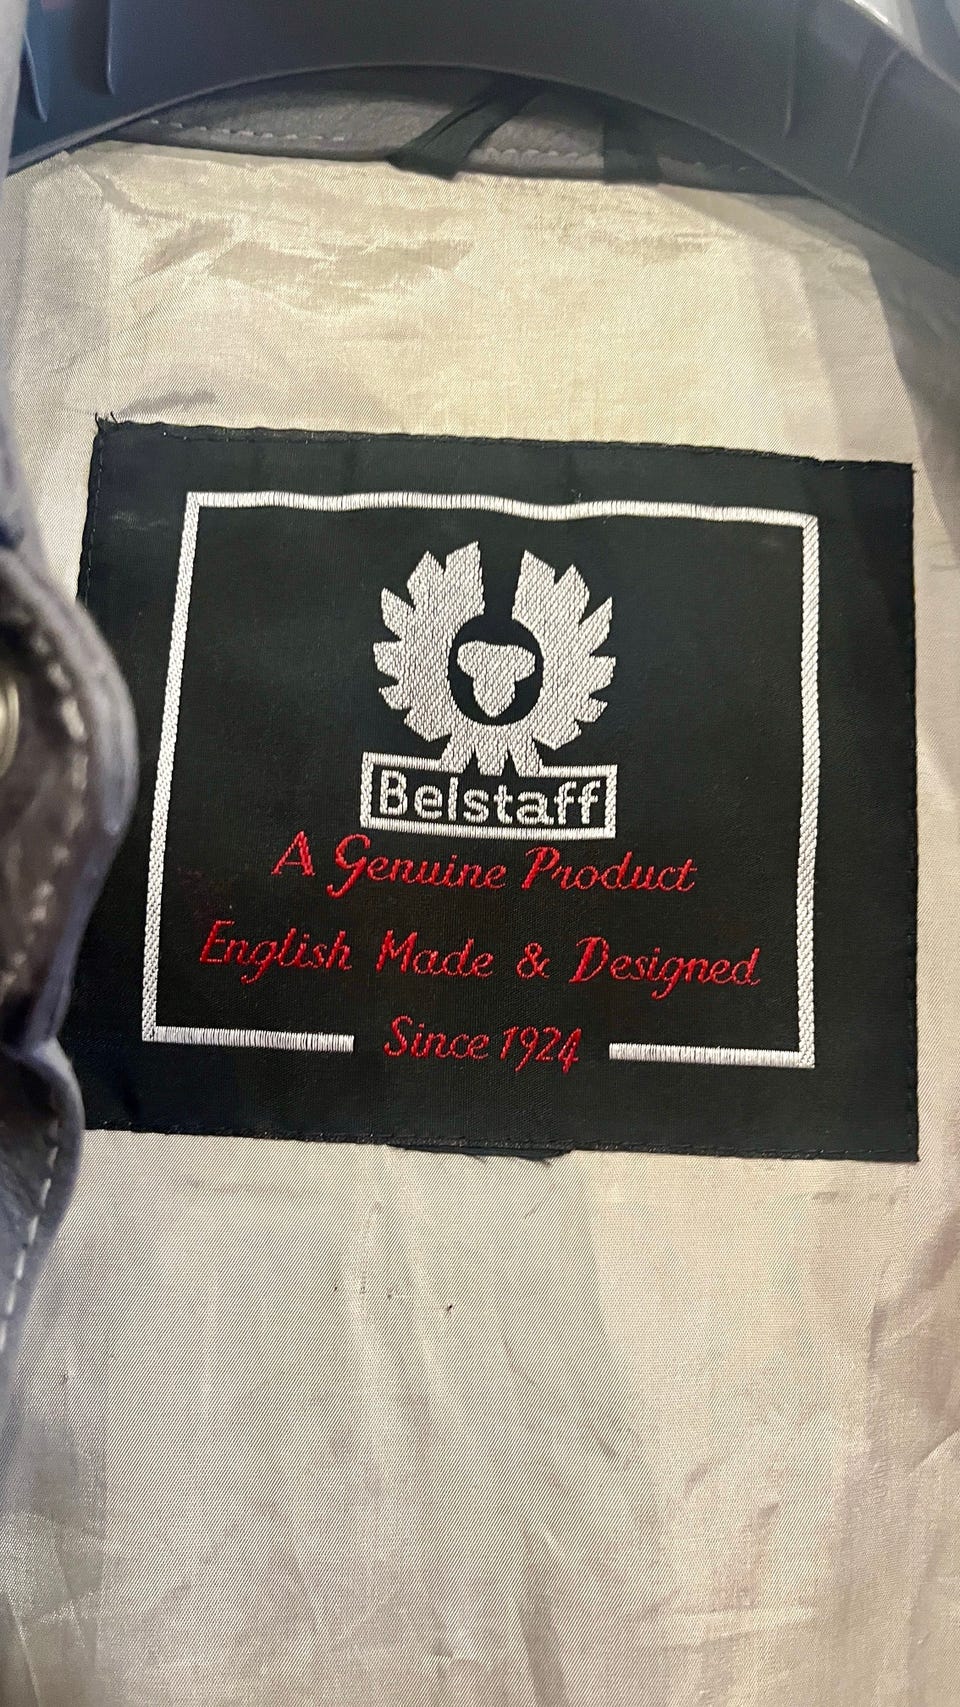 Belstaff
A Genuine Product
English Made & Designed
Since 1924